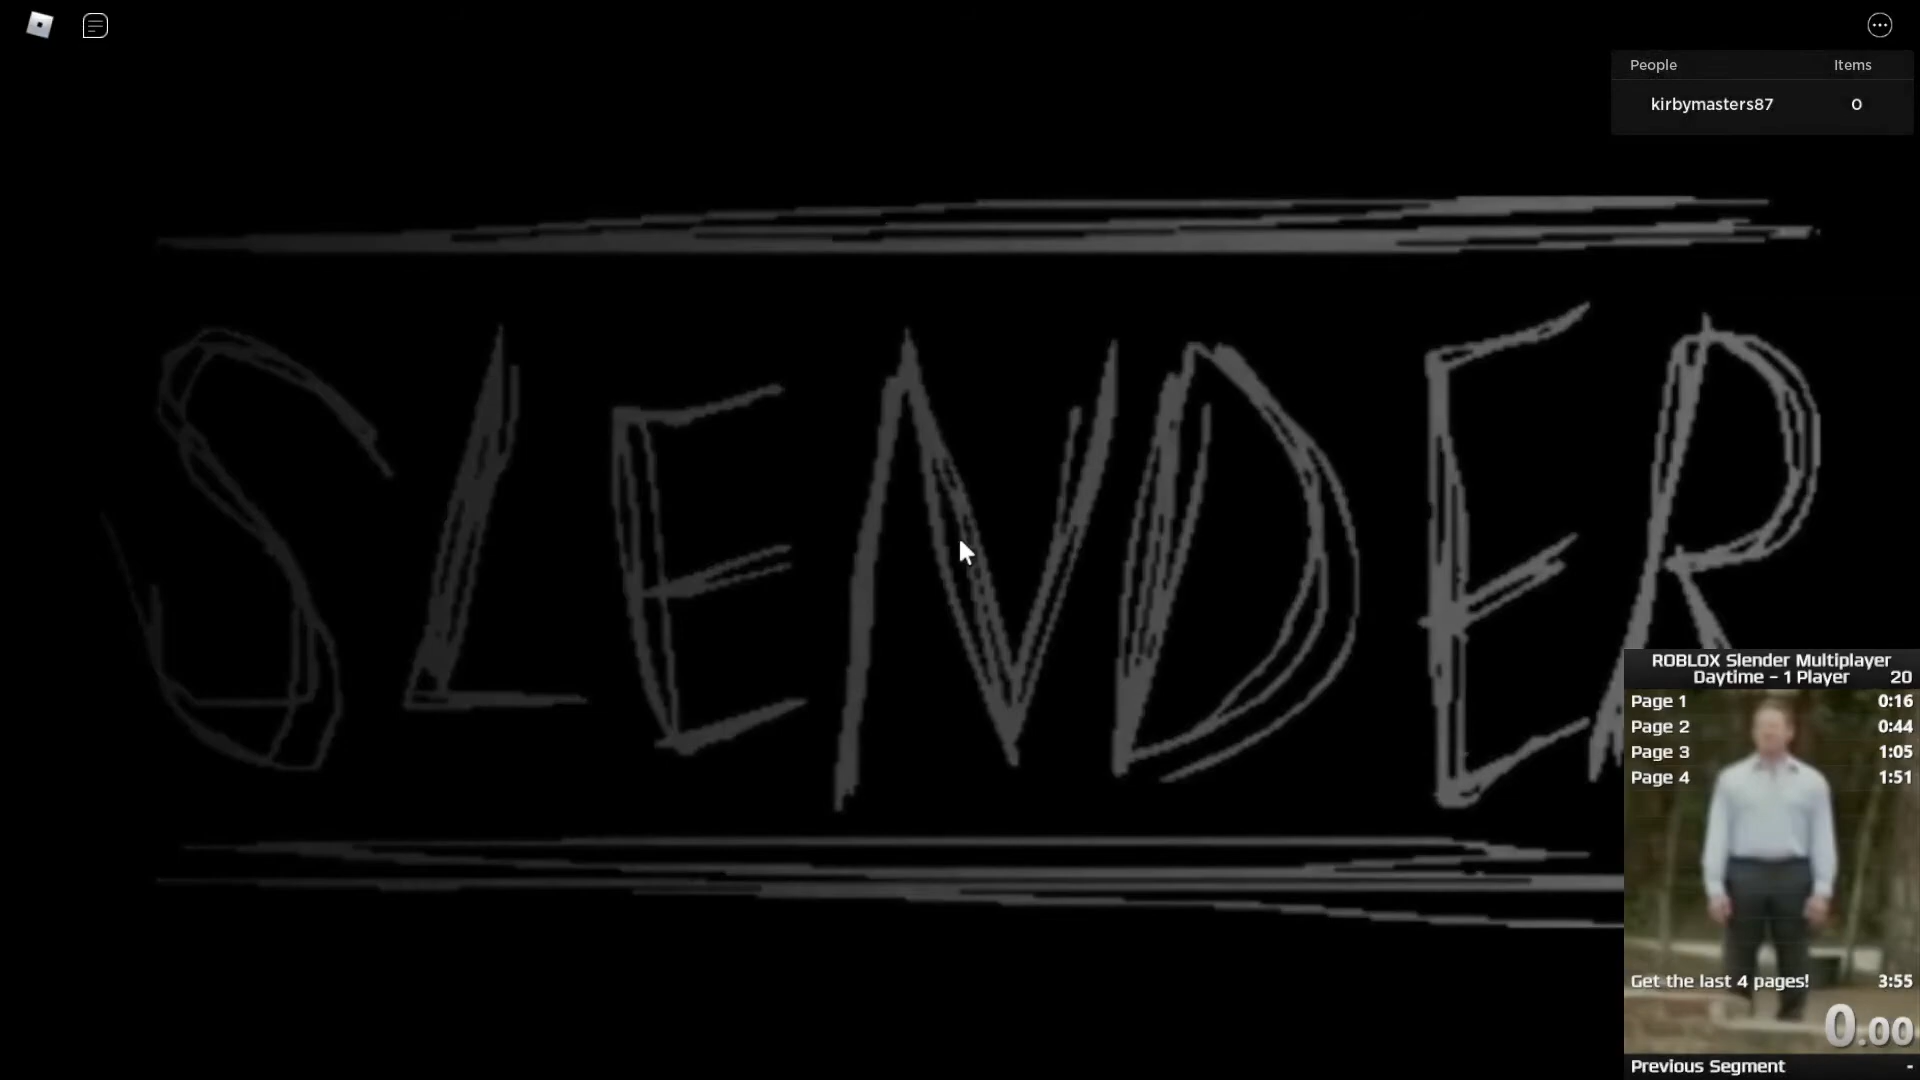 People Items
kirbymasters87 0
SLENDER
ROBLOX Slender Multiplayer
Daytime - 1 Player 20
Page 1 0:16
Page 2 0:44
Page 3 1:05
Page 4 1:51
Get the last 4 pages! 3:55
0.00
Previous Segment -